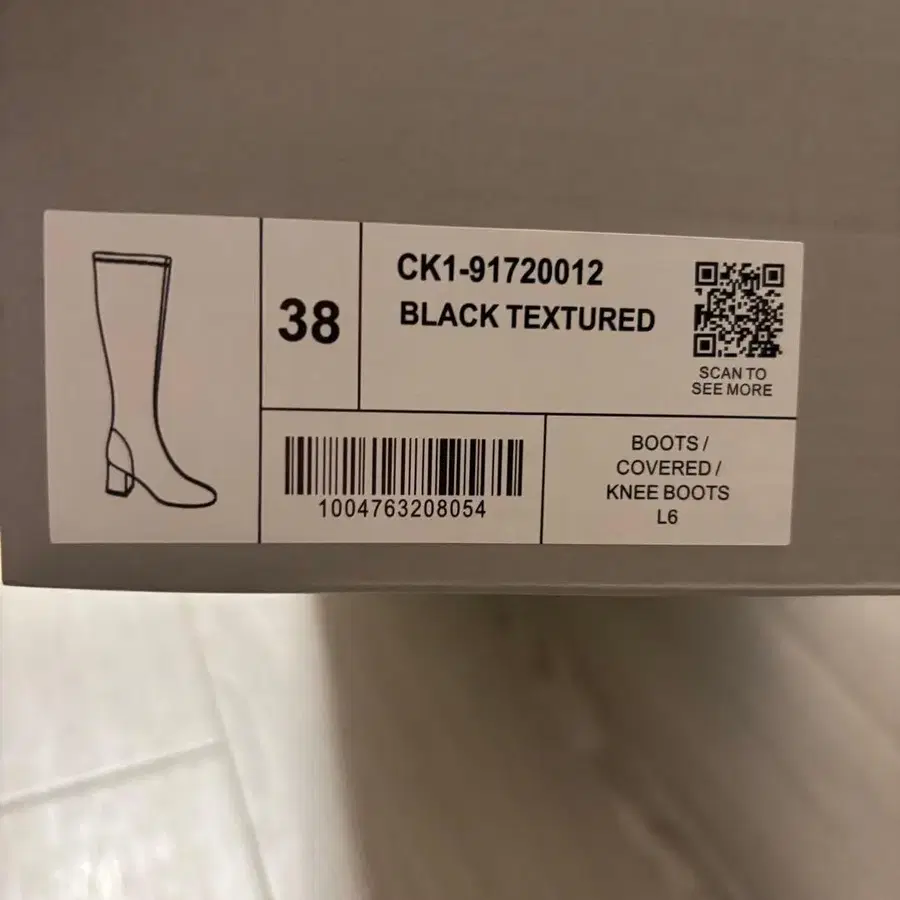 38
CK1-91720012
BLACK TEXTURED
SCAN TO
SEE MORE
1004763208054
BOOTS /
COVERED /
KNEE BOOTS
L6